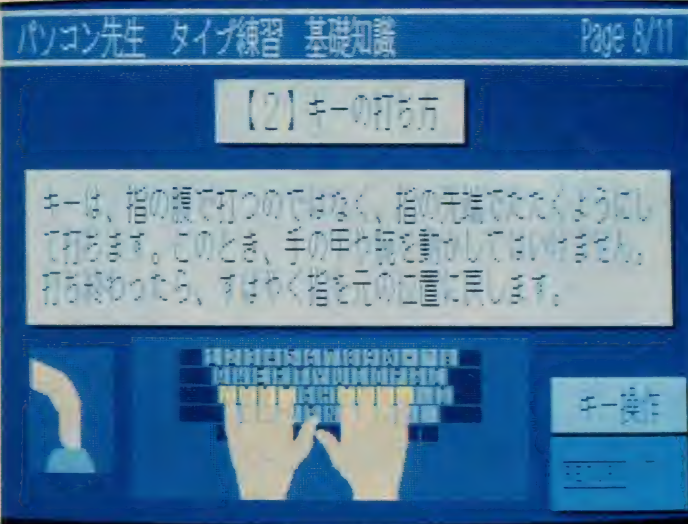 パソコン先生 タイプ練習 基礎知識 Page 8/11
【2】キーの打ち方
キーは、指の腹で打つのではなく、指の先端でたたくようにし
て打ちます。このとき、手の甲や腕を動かしてはいけません。
打ち終わったら、すばやく指を元の位置に戻します。
キー操作